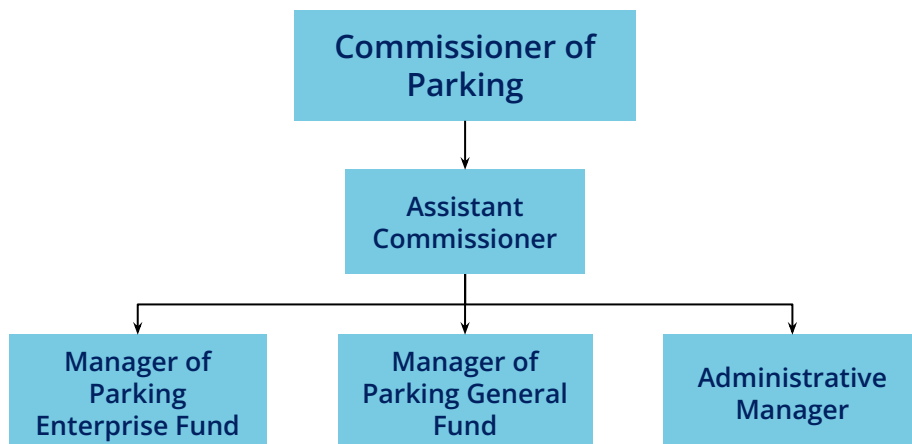 Commissioner of
Parking
Assistant
Commissioner
Manager of
Parking
Enterprise Fund
Manager of
Parking General
Fund
Administrative
Manager